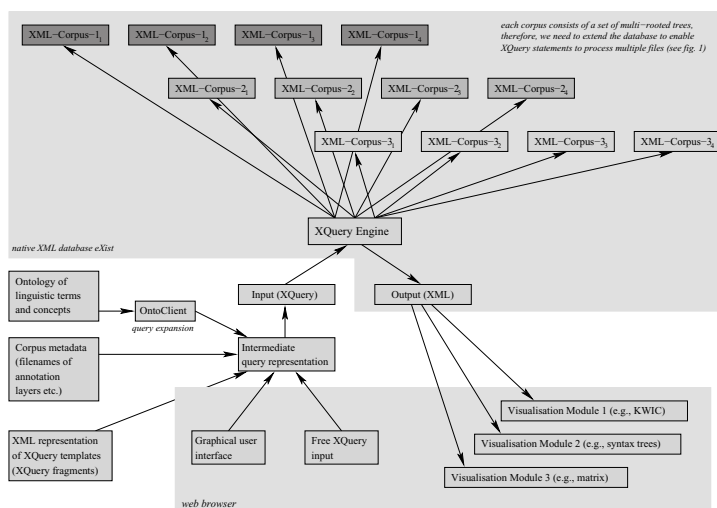 XML−Corpus−1₁
XML−Corpus−1₂
XML−Corpus−1₃
XML−Corpus−1₄
each corpus consists of a set of multi-rooted trees,
therefore, we need to extend the database to enable
XQuery statements to process multiple files (see fig. 1)
XML−Corpus−2₁
XML−Corpus−2₂
XML−Corpus−2₃
XML−Corpus−2₄
XML−Corpus−3₁
XML−Corpus−3₂
XML−Corpus−3₃
XML−Corpus−3₄
XQuery Engine
native XML database eXist
Ontology of
linguistic terms
and concepts
OntoClient
query expansion
Input (XQuery)
Output (XML)
Corpus metadata
(filenames of
annotation
layers etc.)
Intermediate
query representation
XML representation
of XQuery templates
(XQuery fragments)
Graphical user
interface
Free XQuery
input
Visualisation Module 1 (e.g., KWIC)
Visualisation Module 2 (e.g., syntax trees)
Visualisation Module 3 (e.g., matrix)
web browser